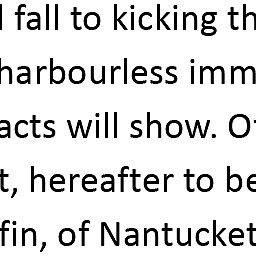 fall to kicking th
harbourless imm
acts will show. Of
t, hereafter to be
fin, of Nantucket